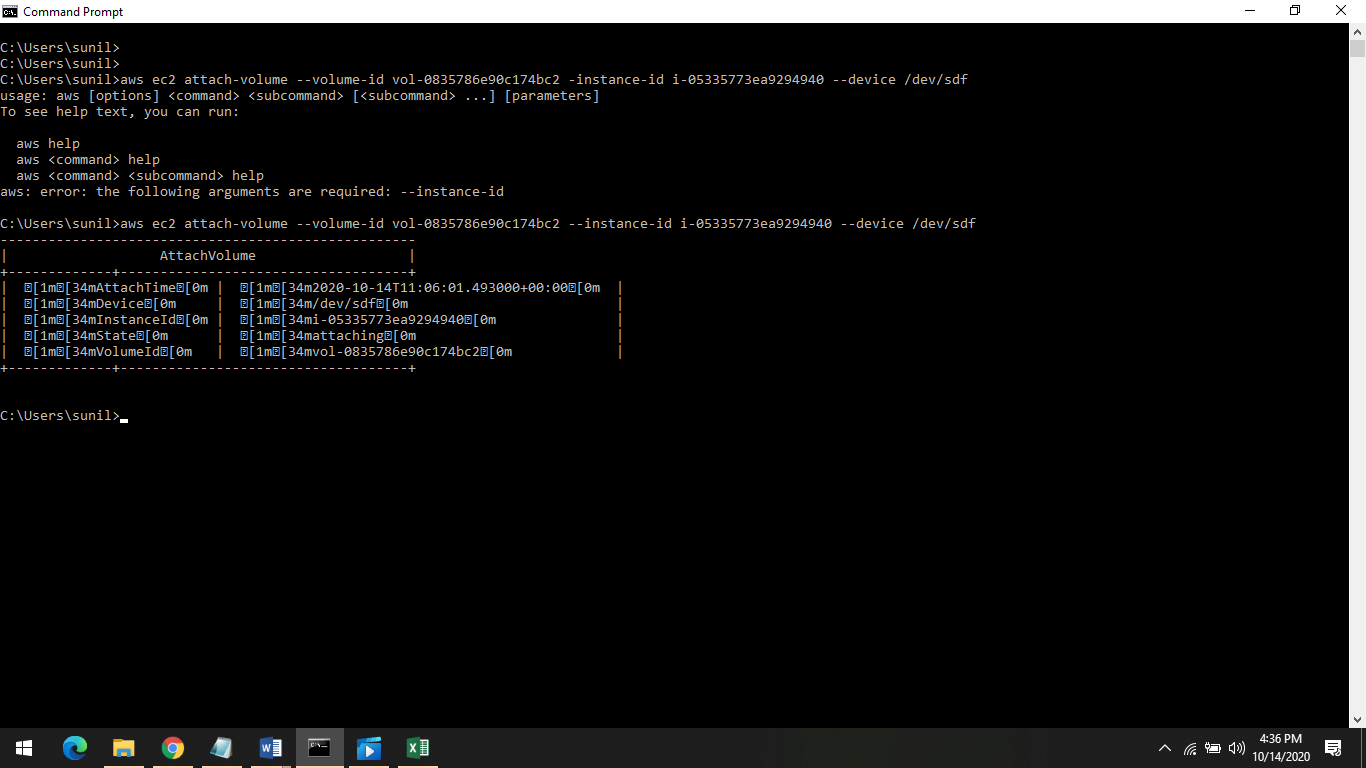 Command Prompt
C:\Users\sunil>
C:\Users\sunil>
C:\Users\sunil>aws ec2 attach-volume --volume-id vol-0835786e90c174bc2 -instance-id i-05335773ea9294940 --device /dev/sdf
usage: aws [options] <command> <subcommand> [<subcommand> ...] [parameters]
To see help text, you can run:
  aws help
  aws <command> help
  aws <command> <subcommand> help
aws: error: the following arguments are required: --instance-id
C:\Users\sunil>aws ec2 attach-volume --volume-id vol-0835786e90c174bc2 --instance-id i-05335773ea9294940 --device /dev/sdf
---------------------------------------------------
|                   AttachVolume                   |
+-------------+------------------------------------+
|  ⍰[1m⍰[34mAttachTime⍰[0m |  ⍰[1m⍰[34m2020-10-14T11:06:01.493000+00:00⍰[0m  |
|  ⍰[1m⍰[34mDevice⍰[0m     |  ⍰[1m⍰[34m/dev/sdf⍰[0m                          |
|  ⍰[1m⍰[34mInstanceId⍰[0m |  ⍰[1m⍰[34mi-05335773ea9294940⍰[0m               |
|  ⍰[1m⍰[34mState⍰[0m      |  ⍰[1m⍰[34mattaching⍰[0m                         |
|  ⍰[1m⍰[34mVolumeId⍰[0m   |  ⍰[1m⍰[34mvol-0835786e90c174bc2⍰[0m             |
+-------------+------------------------------------+
C:\Users\sunil>
4:36 PM
10/14/2020